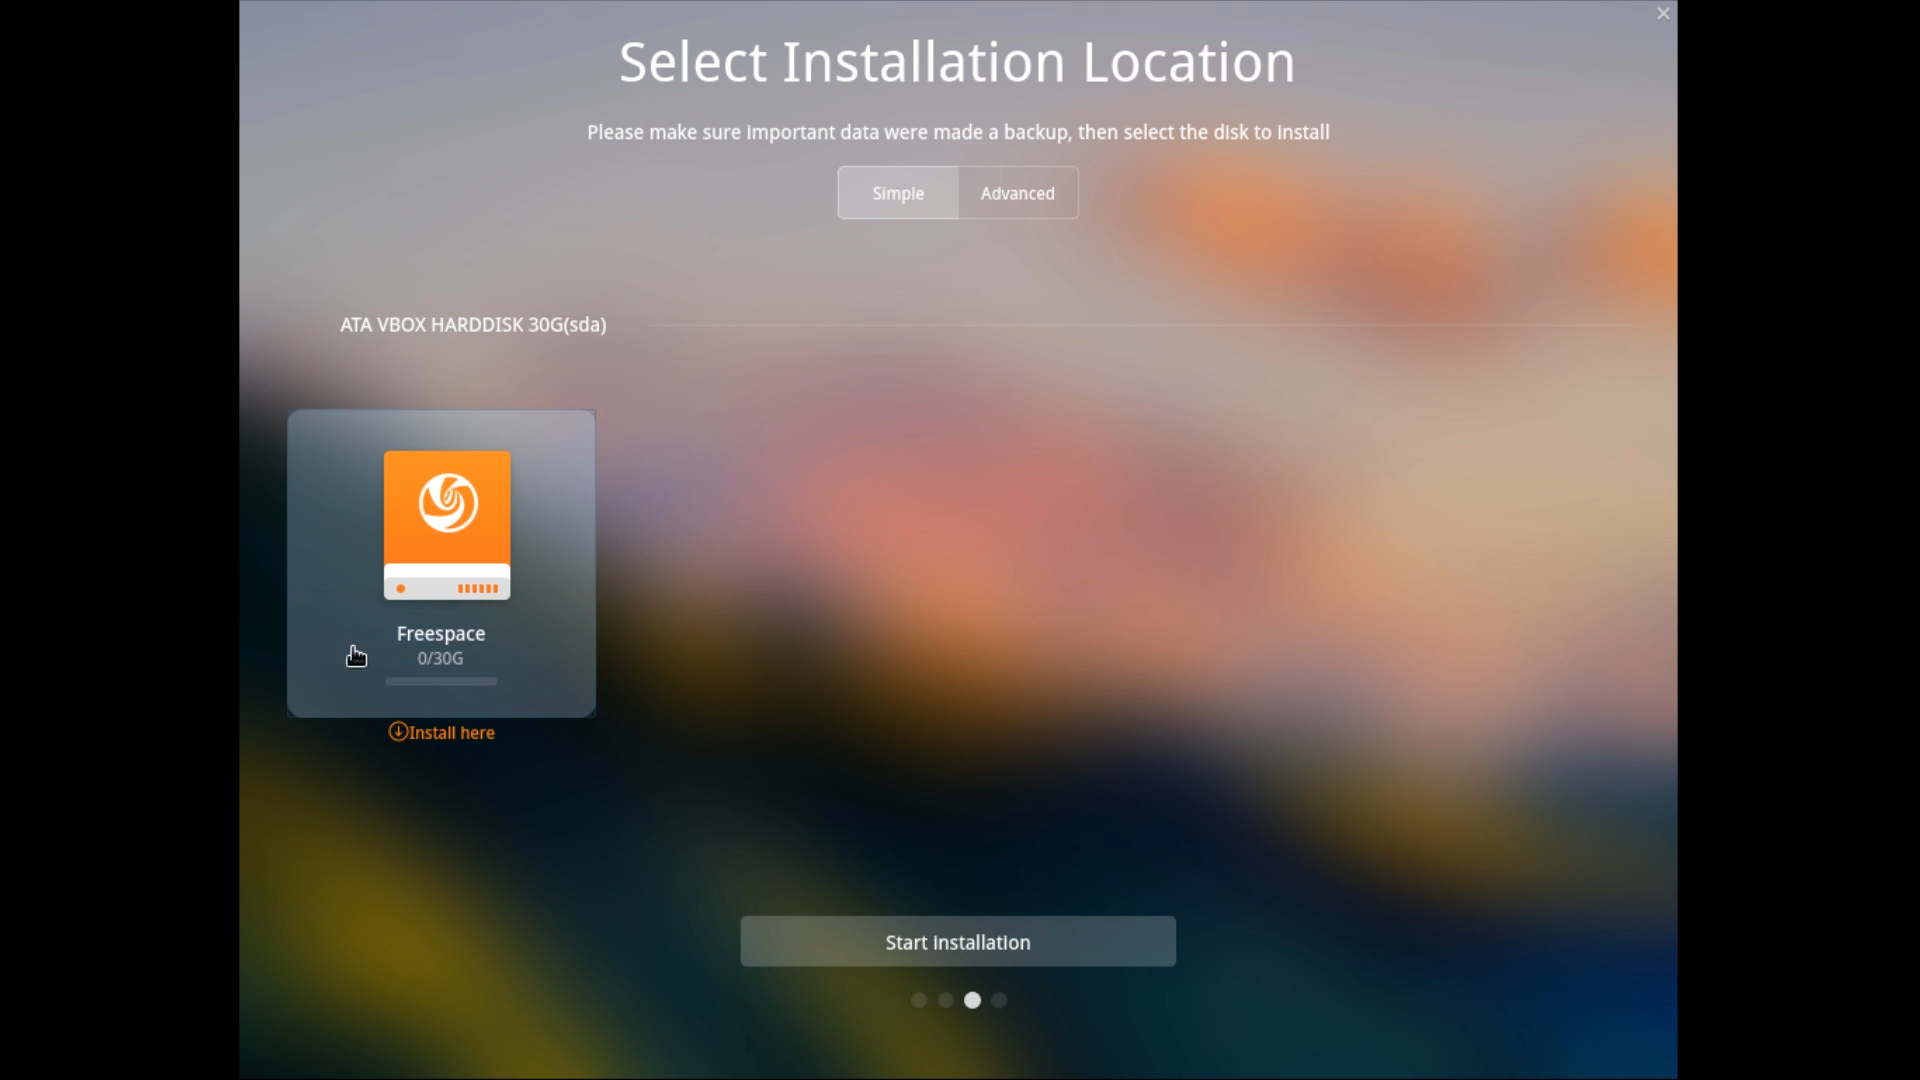 Select Installation Location
Please make sure important data were made a backup, then select the disk to install
Simple
Advanced
ATA VBOX HARDDISK 30G(sda)
Freespace
0/30G
Install here
Start installation